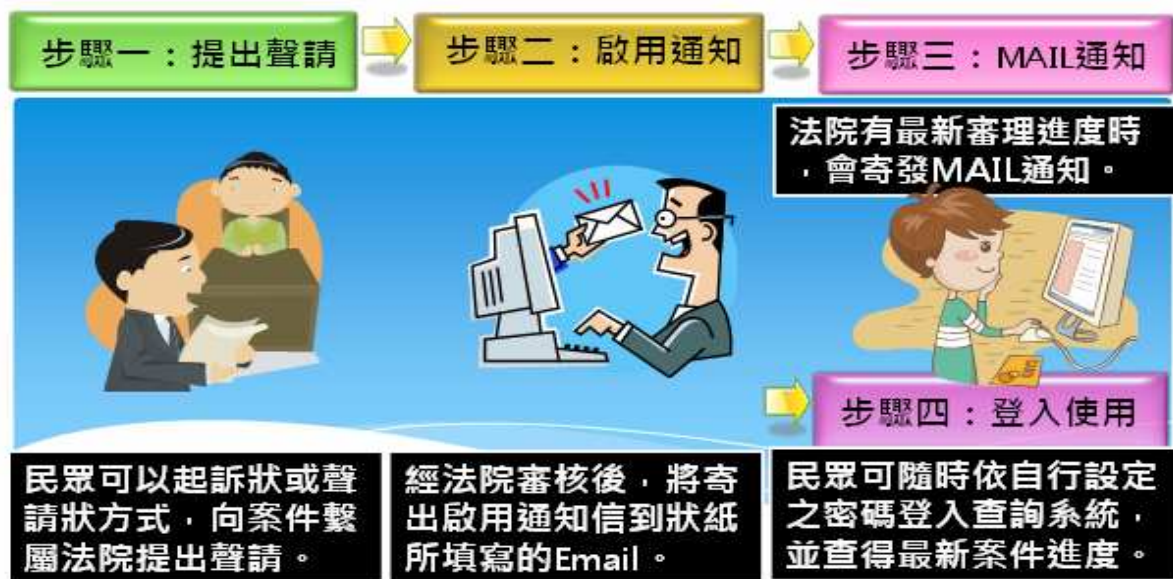 步驟一：提出聲請
步驟二：啟用通知
步驟三：MAIL通知
法院有最新審理進度時
，會寄發MAIL通知。
步驟四：登入使用
民眾可以起訴狀或聲
請狀方式，向案件繫
屬法院提出聲請。
經法院審核後，將寄
出啟用通知信到狀紙
所填寫的Email。
民眾可隨時依自行設定
之密碼登入查詢系統，
並查得最新案件進度。